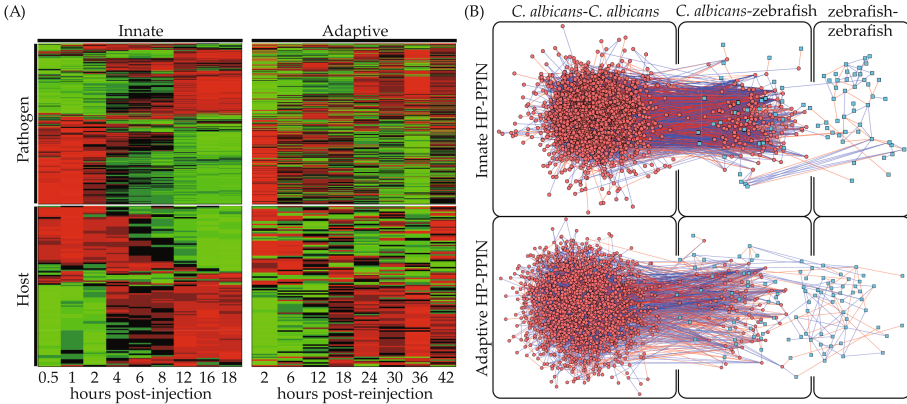 (A)
Innate
Adaptive
Pathogen
Host
0.5 1 2 4 6 8 12 16 18
hours post-injection
2 6 12 18 24 30 36 42
hours post-reinjection
(B)
C. albicans-C. albicans
C. albicans-zebrafish
zebrafish-
zebrafish
Innate HP-PPIN
Adaptive HP-PPIN